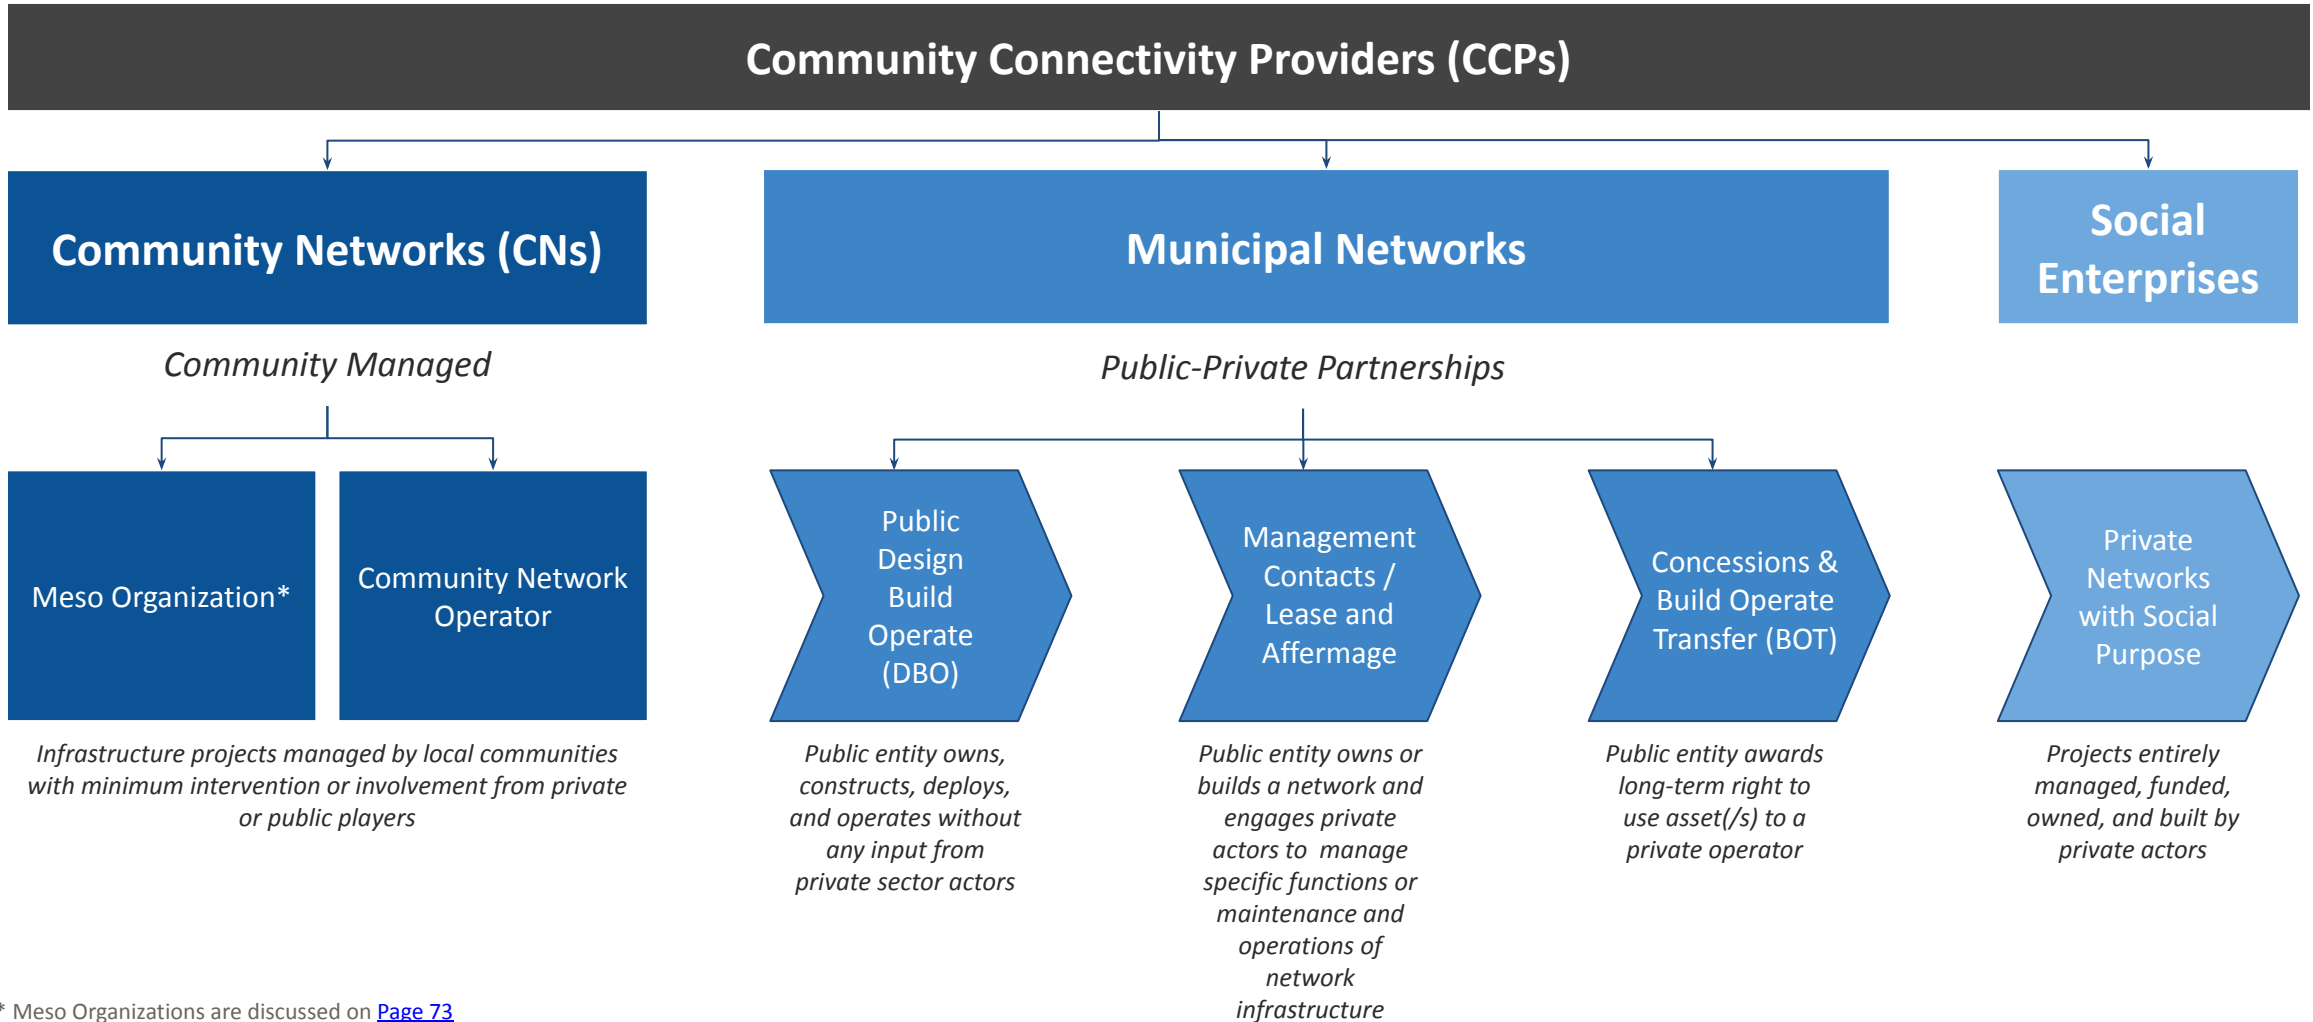 Community Connectivity Providers (CCPs)
Community Networks (CNs)
Municipal Networks
Social
Enterprises
Community Managed
Public-Private Partnerships
Meso Organization*
Community Network
Operator
Public
Design
Build
Operate
(DBO)
Management
Contacts /
Lease and
Affermage
Concessions &
Build Operate
Transfer (BOT)
Private
Networks
with Social
Purpose
Infrastructure projects managed by local communities
with minimum intervention or involvement from private
or public players
Public entity owns,
constructs, deploys,
and operates without
any input from
private sector actors
Public entity owns or
builds a network and
engages private
actors to  manage
specific functions or
maintenance and
operations of
network
infrastructure
Public entity awards
long-term right to
use asset(/s) to a
private operator
Projects entirely
managed, funded,
owned, and built by
private actors
* Meso Organizations are discussed on Page 73